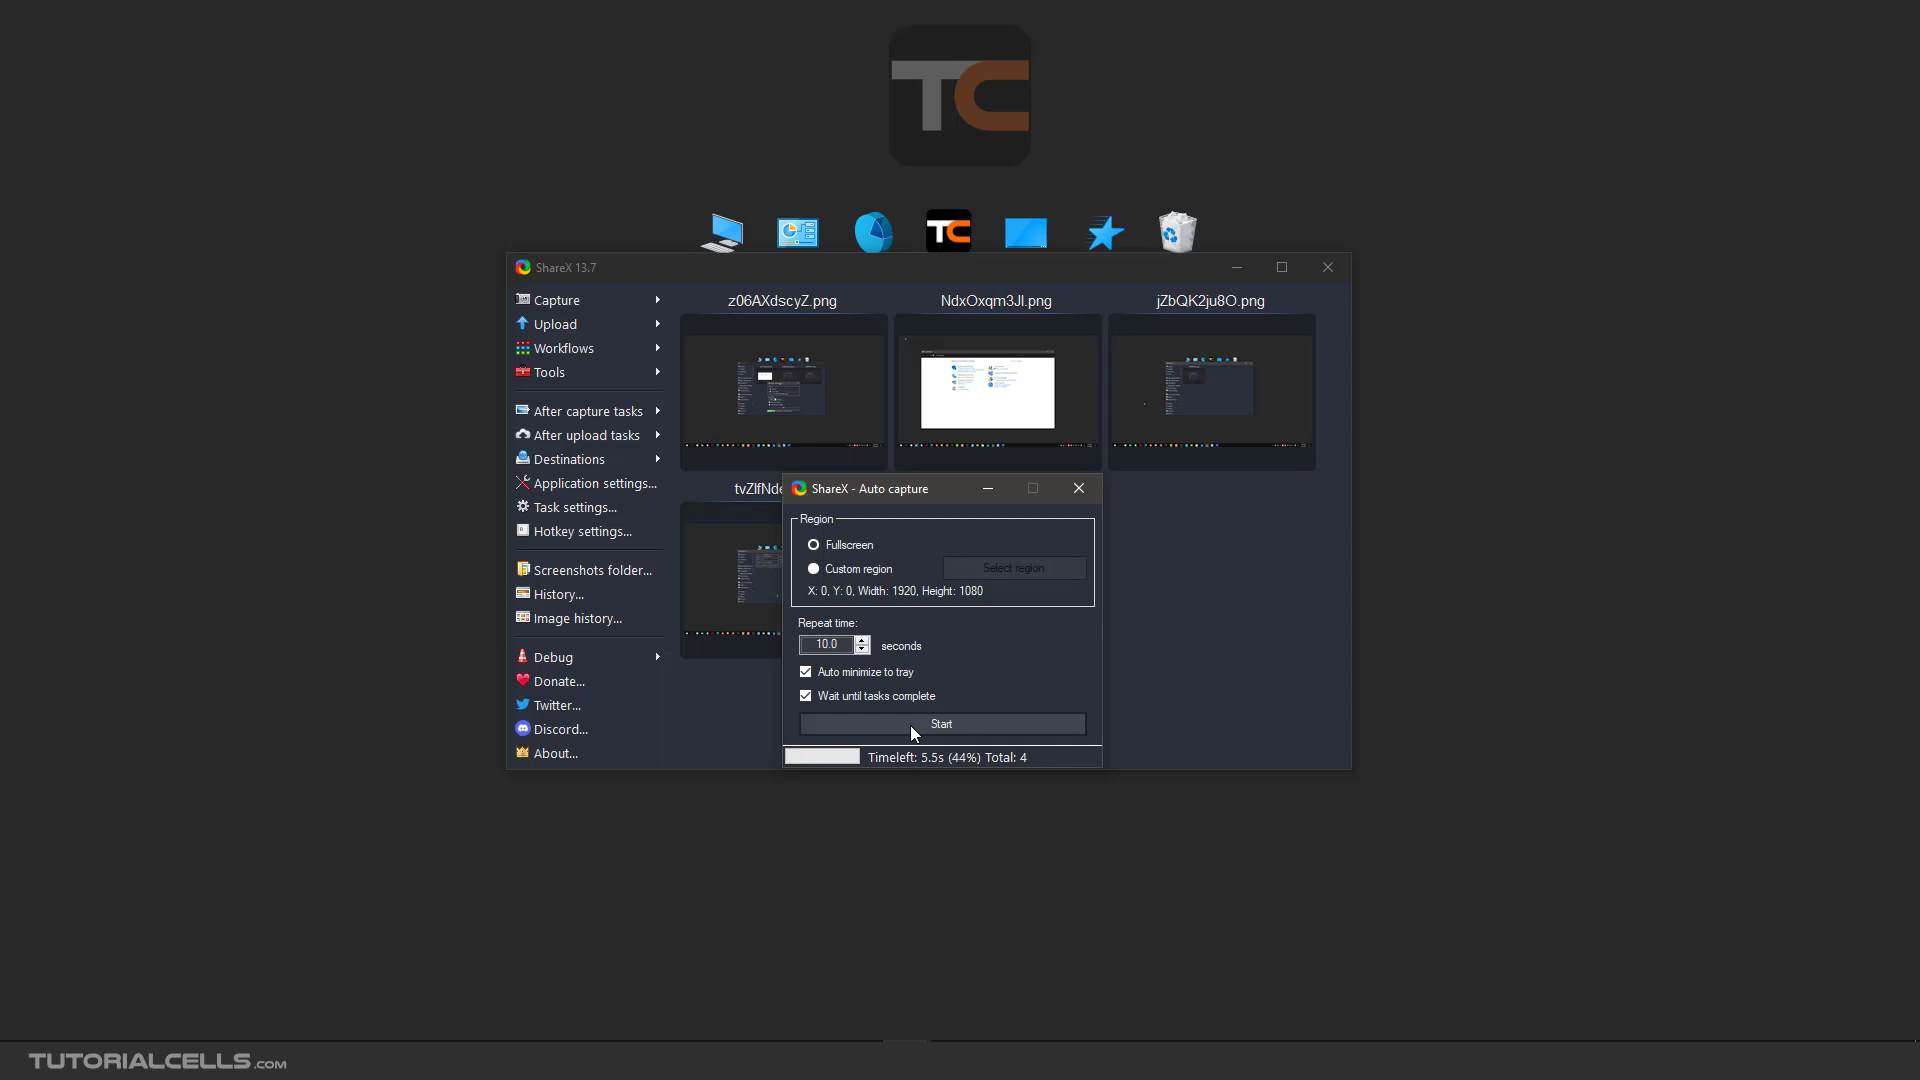 TC
TC
ShareX 13.7
Capture
Upload
Workflows
Tools
After capture tasks
After upload tasks
Destinations
Application settings...
Task settings...
Hotkey settings...
Screenshots folder...
History...
Image history...
Debug
Donate...
Twitter...
Discord...
About...
z06AXdscyZ.png
NdxOxqm3JI.png
jZbQK2ju8O.png
ShareX - Auto capture
Region
Fullscreen
Custom region
Select region
X: 0, Y: 0, Width: 1920, Height: 1080
Repeat time:
10.0 seconds
Auto minimize to tray
Wait until tasks complete
Start
Timeleft: 5.5s (44%) Total: 4
TUTORIALCELLS.COM